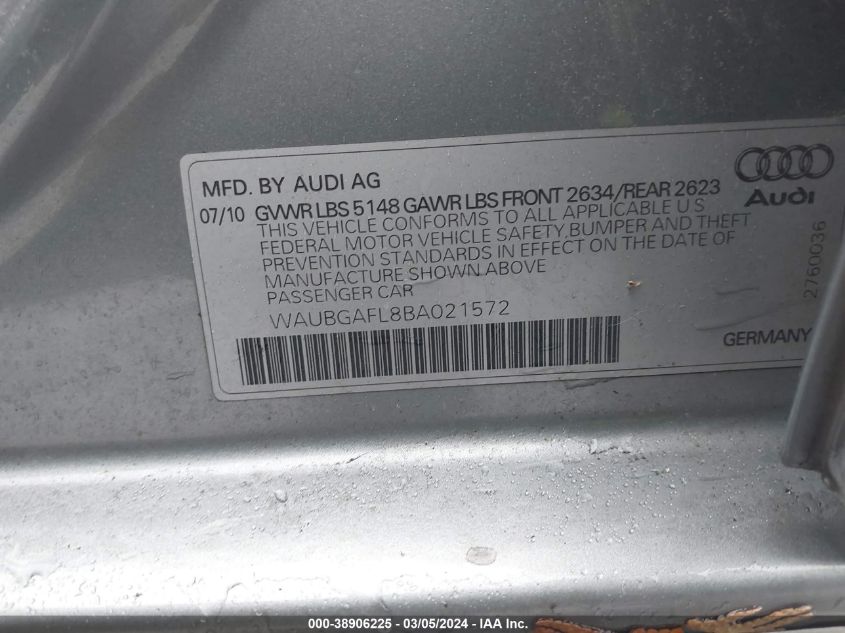 MFD. BY AUDI AG
Audi
07/10 GVWR LBS 5148 GAWR LBS FRONT 2634/REAR 2623
THIS VEHICLE CONFORMS TO ALL APPLICABLE U S
FEDERAL MOTOR VEHICLE SAFETY,BUMPER AND THEFT
PREVENTION STANDARDS IN EFFECT ON THE DATE OF
MANUFACTURE SHOWN ABOVE
PASSENGER CAR
WAUBGAFL8BA021572
2760036
GERMANY
000-38906225 - 03/05/2024 - IAA Inc.